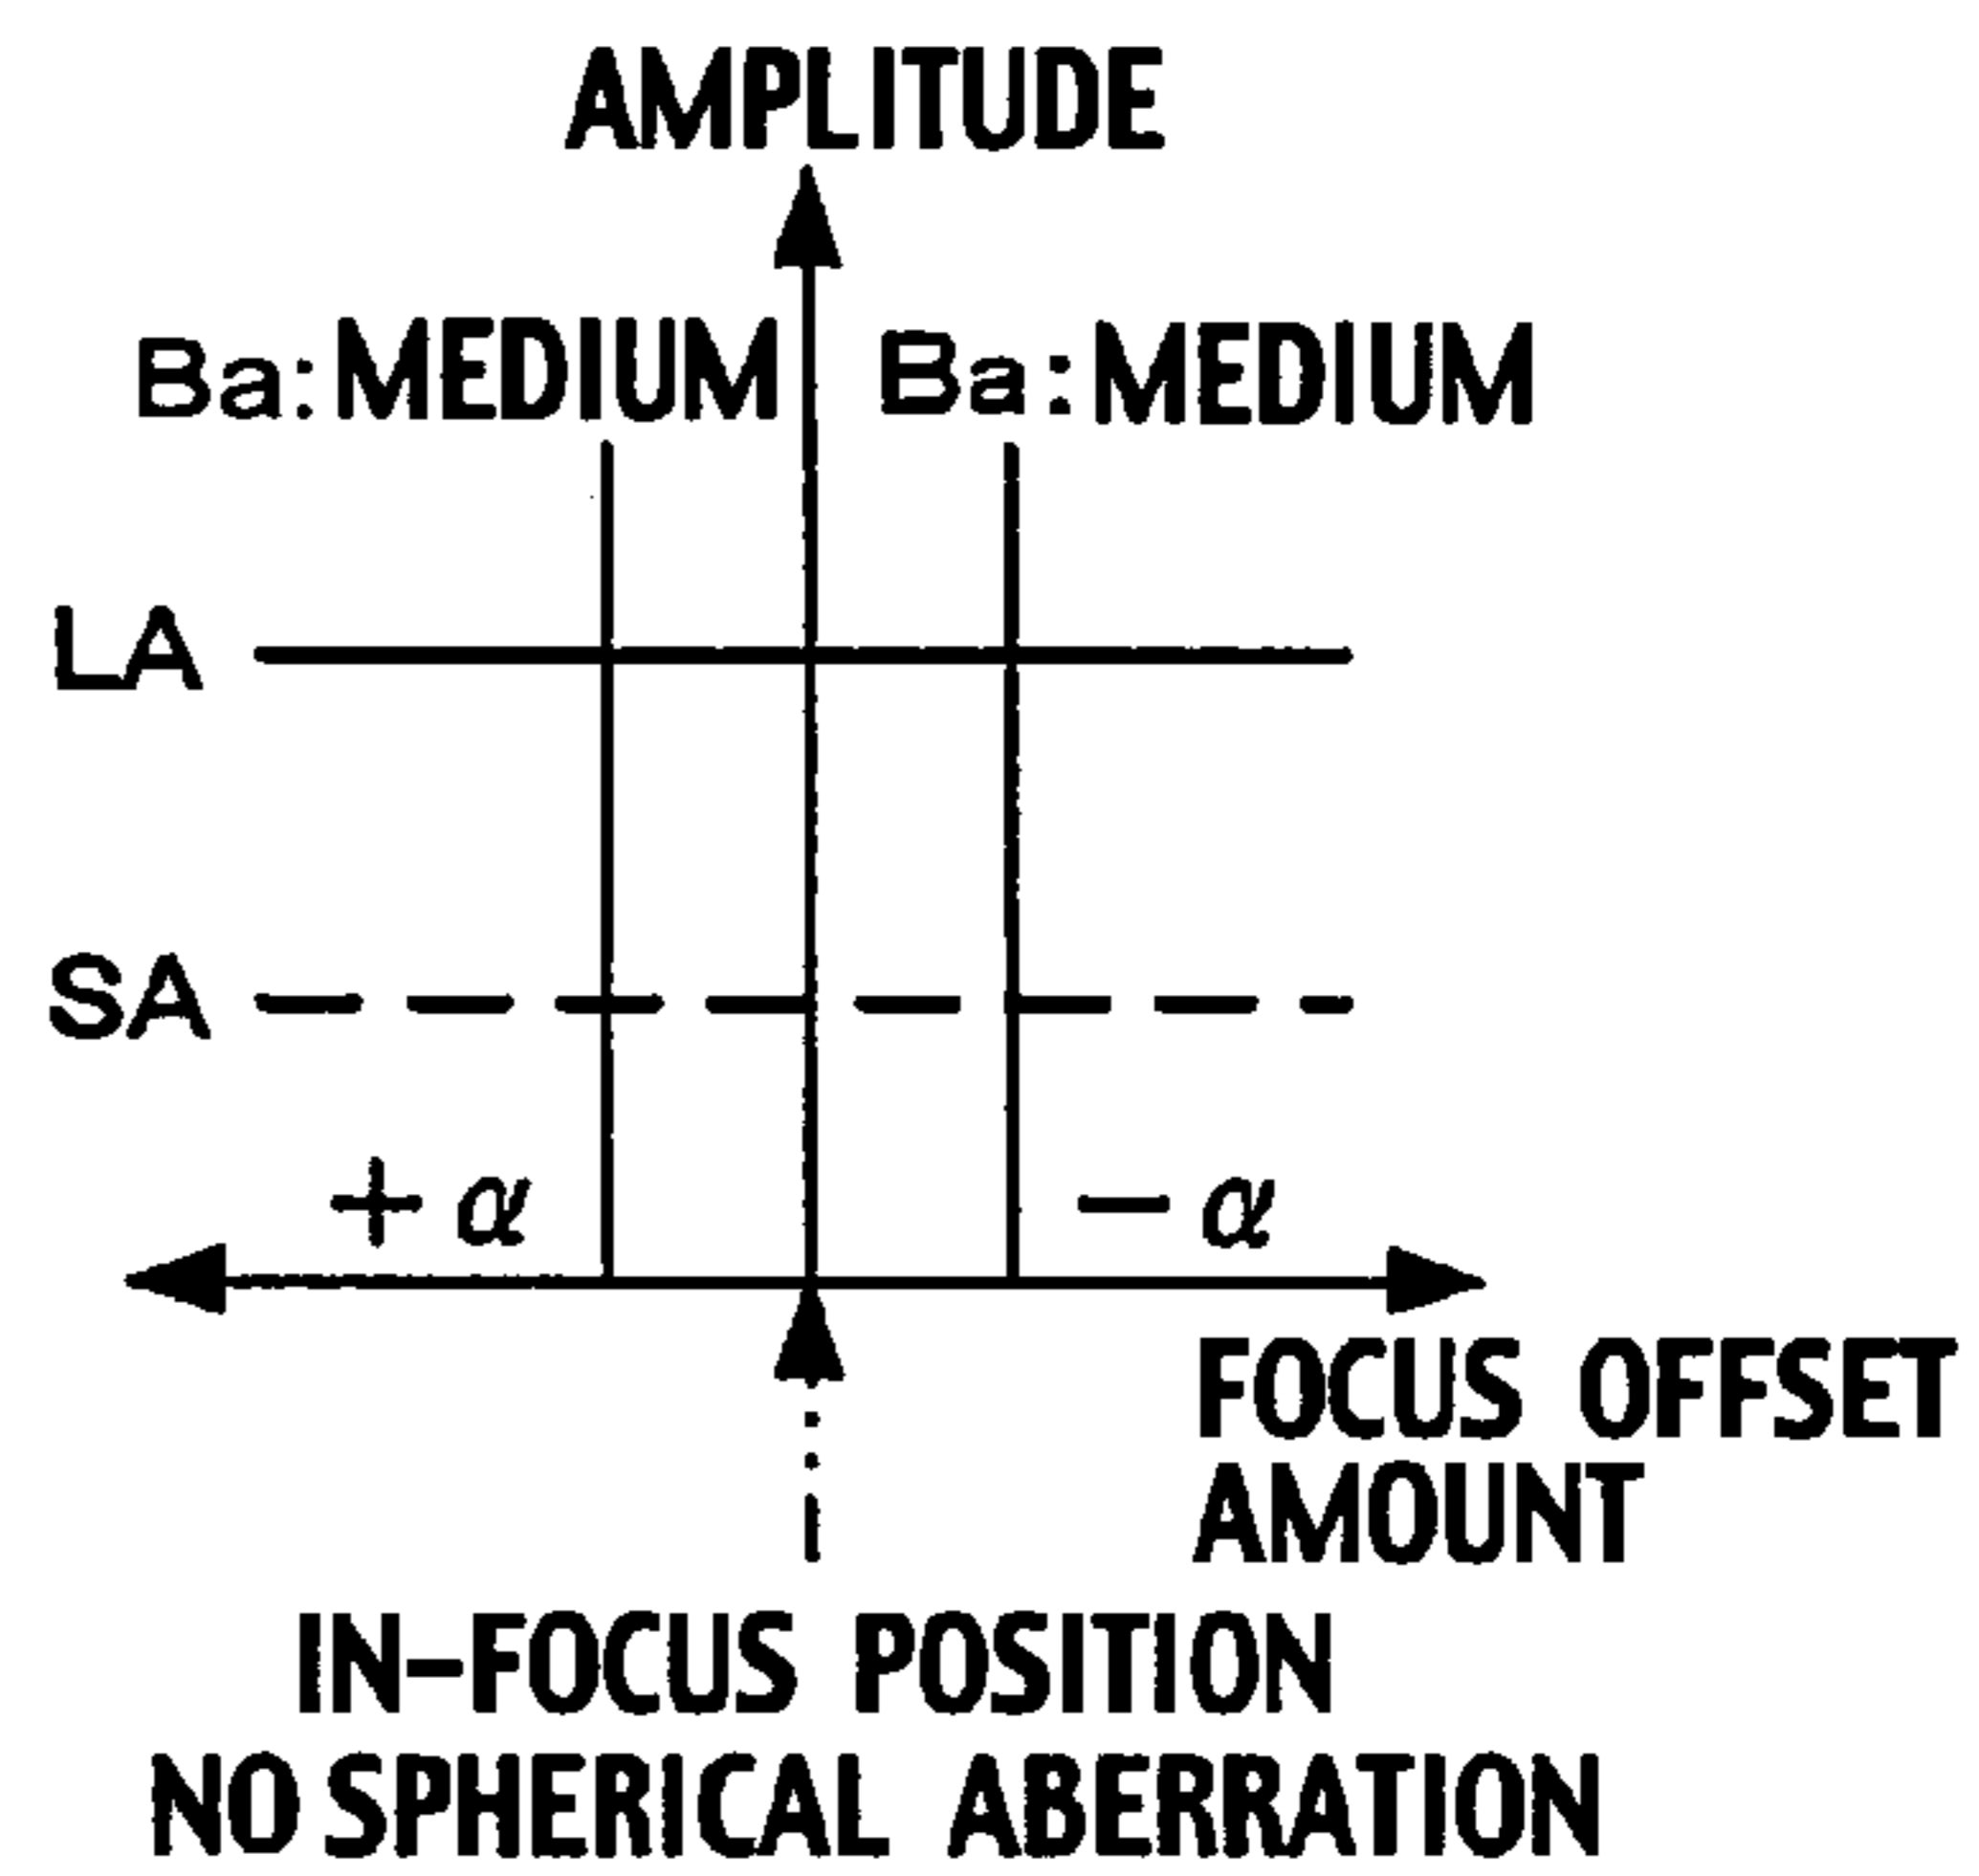 AMPLITUDE
Ba:MEDIUM Ba:MEDIUM
LA
SA
+α -α
FOCUS OFFSET
AMOUNT
IN-FOCUS POSITION
NO SPHERICAL ABERRATION